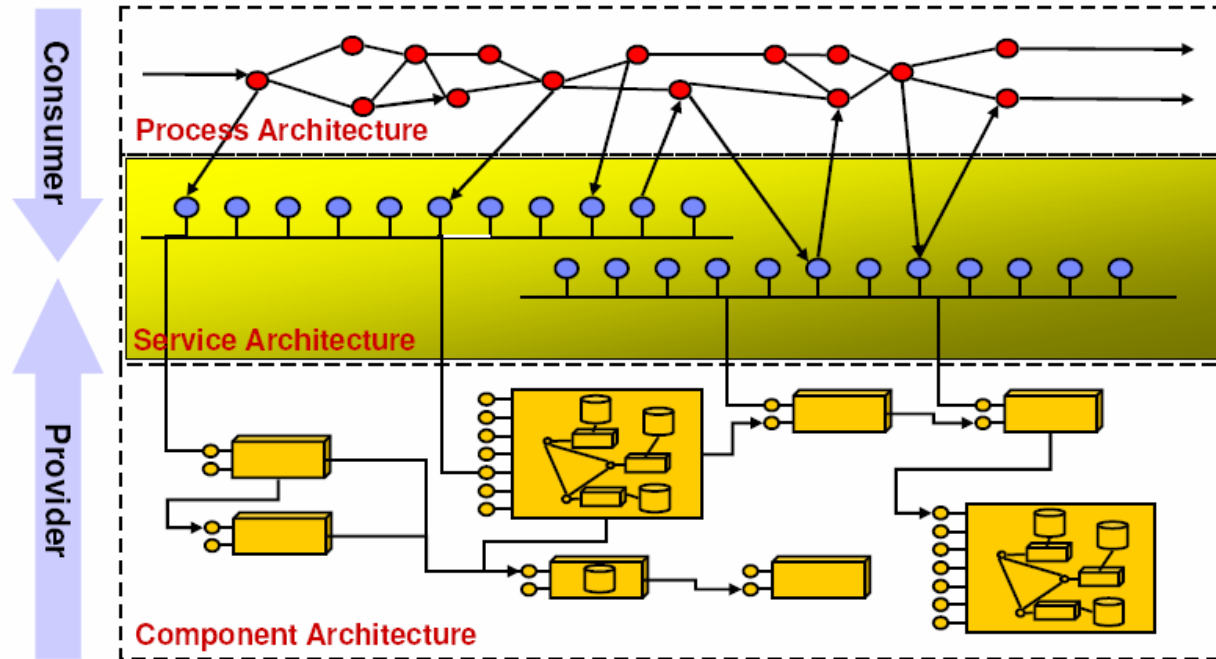 Consumer
Process Architecture
Service Architecture
Provider
Component Architecture